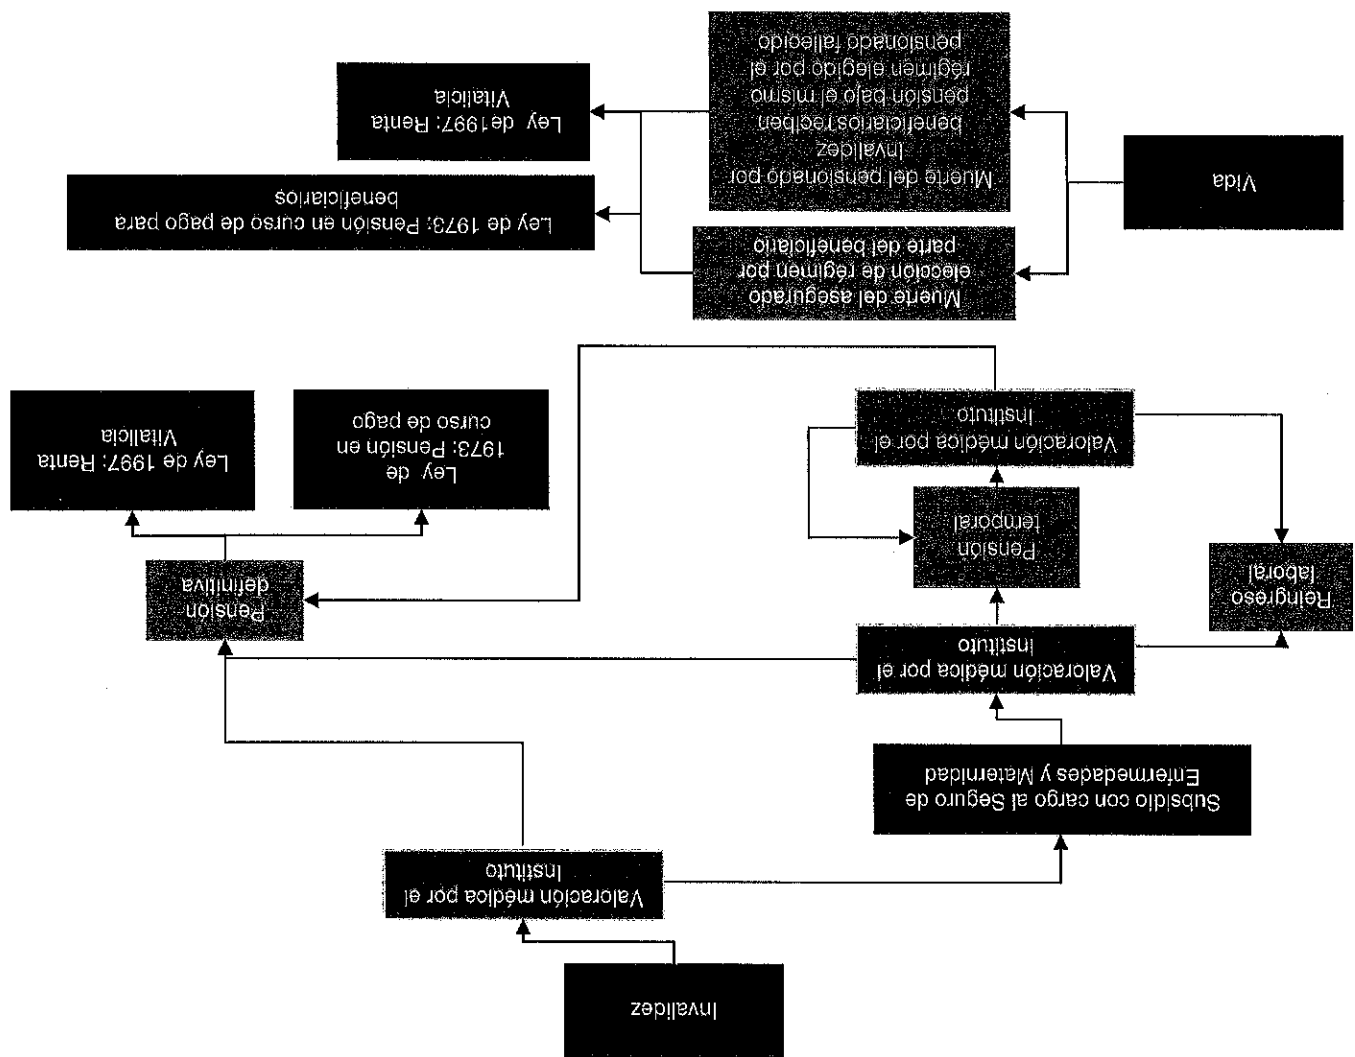 Invalidez
Valoración médica por el
Instituto
Subsidio con cargo al Seguro de
Enfermedades y Maternidad
Valoración médica por el
Instituto
Reingreso
laboral
Pensión
temporal
Pensión
definitiva
Valoración médica por el
Instituto
Ley de
1973: Pensión en
curso de pago
Ley de 1997: Renta
Vitalicia
Vida
Muerte del asegurado
elección de régimen por
parte del beneficiario
Muerte del pensionado por
Invalidez
beneficiarios reciben
pensión bajo el mismo
régimen elegido por el
pensionado fallecido
Ley de 1973: Pensión en curso de pago para
beneficiarios
Ley de1997: Renta
Vitalicia